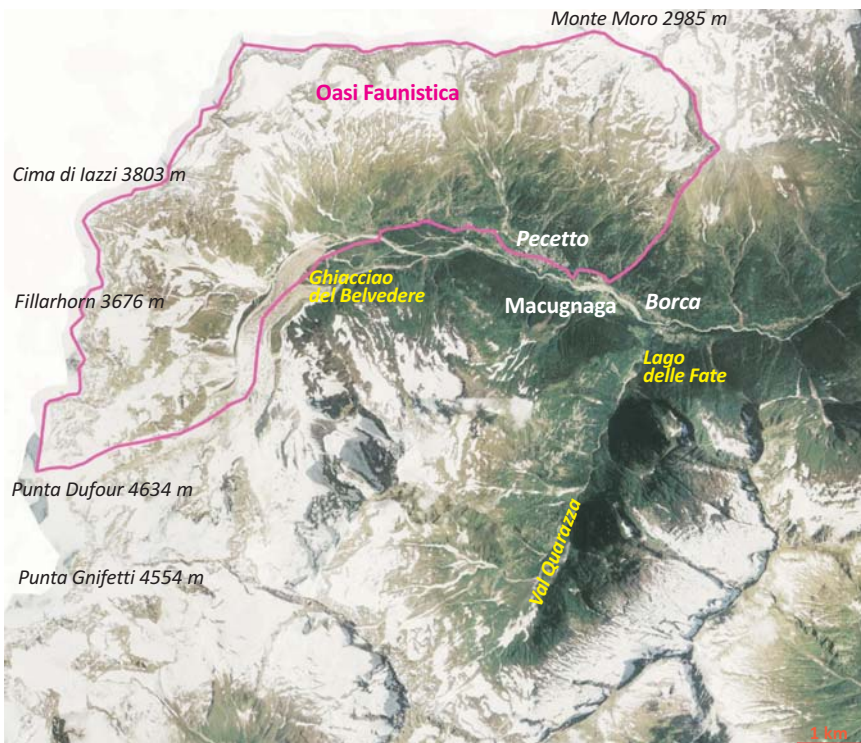 Monte Moro 2985 m
Oasi Faunistica
Cima di Iazzi 3803 m
Pecetto
Ghiacciao
del Belvedere
Fillarhorn 3676 m
Macugnaga
Borca
Lago
delle Fate
Punta Dufour 4634 m
Val Quarazza
Punta Gnifetti 4554 m
1 km